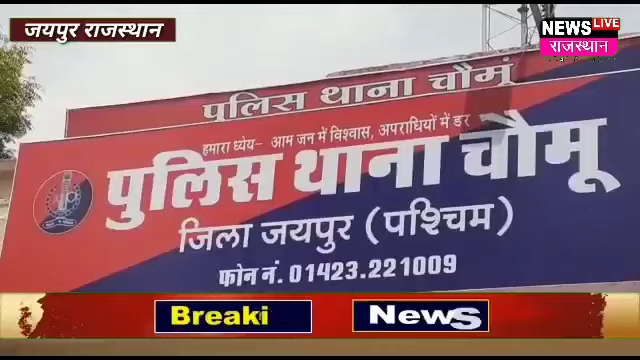 जयपुर राजस्थान
NEWS LIVE
राजस्थान
पुलिस थाना चौमूं
हमारा ध्येय- आम जन में विश्वास, अपराधियों में डर
पुलिस थाना चौमू
जिला जयपुर (पश्चिम)
फोन नं. 01423.221009
Breaki News